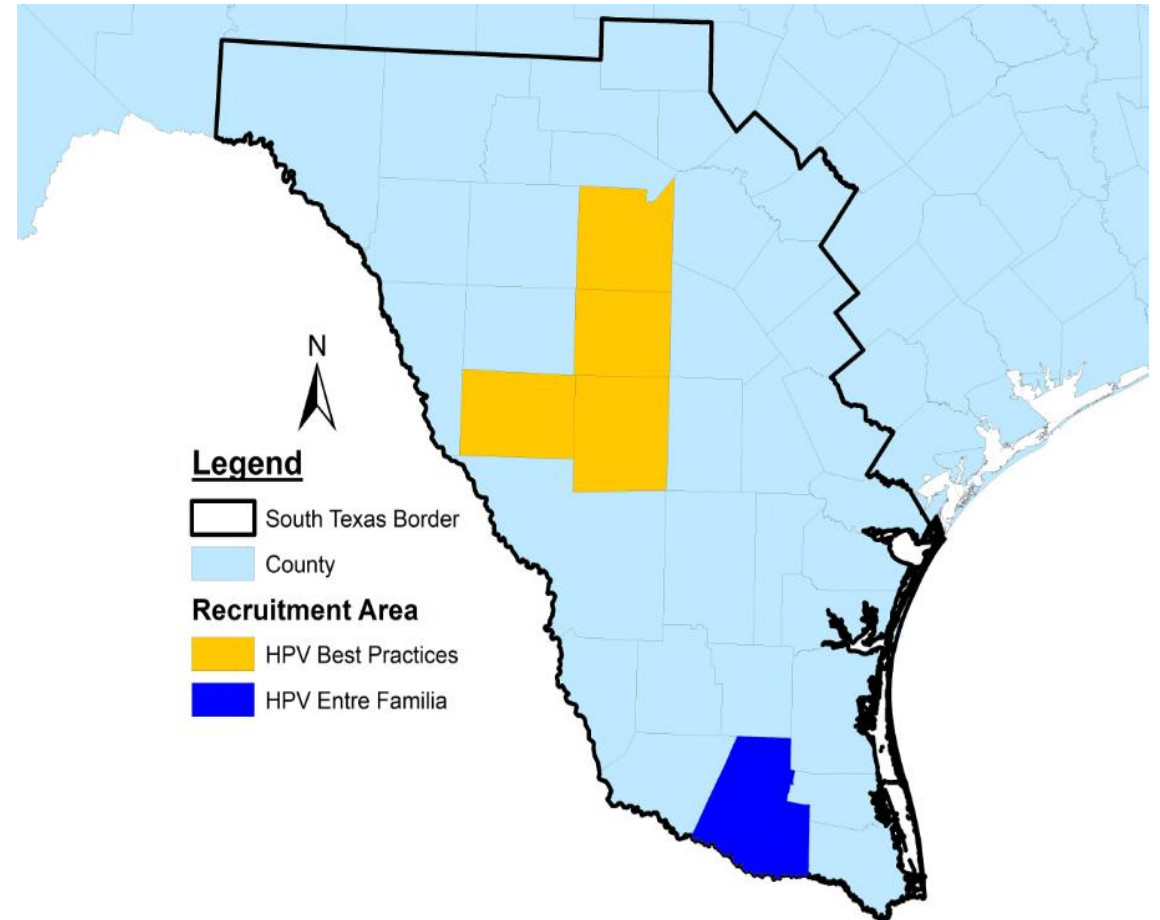 N
Legend
South Texas Border
County
Recruitment Area
HPV Best Practices
HPV Entre Familia